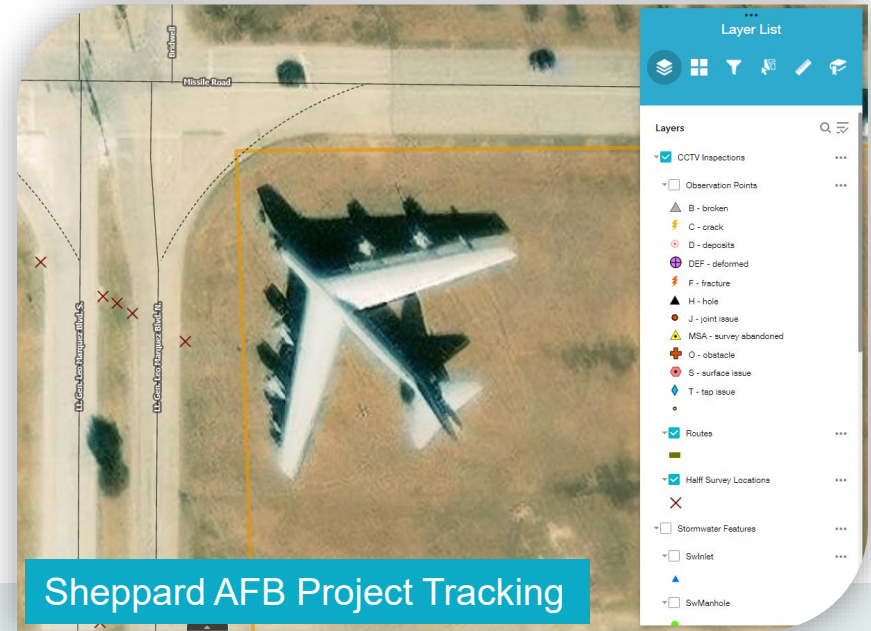 Layer List
Bridwell
Missile Road
Lt. Gen. Leo Marquez Blvd. S.
Lt. Gen. Leo Marquez Blvd. N.
Layers
CCTV Inspections
Observation Points
B - broken
C - crack
D - deposits
DEF - deformed
F - fracture
H - hole
J - joint issue
MSA - survey abandoned
O - obstacle
S - surface issue
T - tap issue
Routes
Halff Survey Locations
Stormwater Features
SwInlet
SwManhole
Sheppard AFB Project Tracking